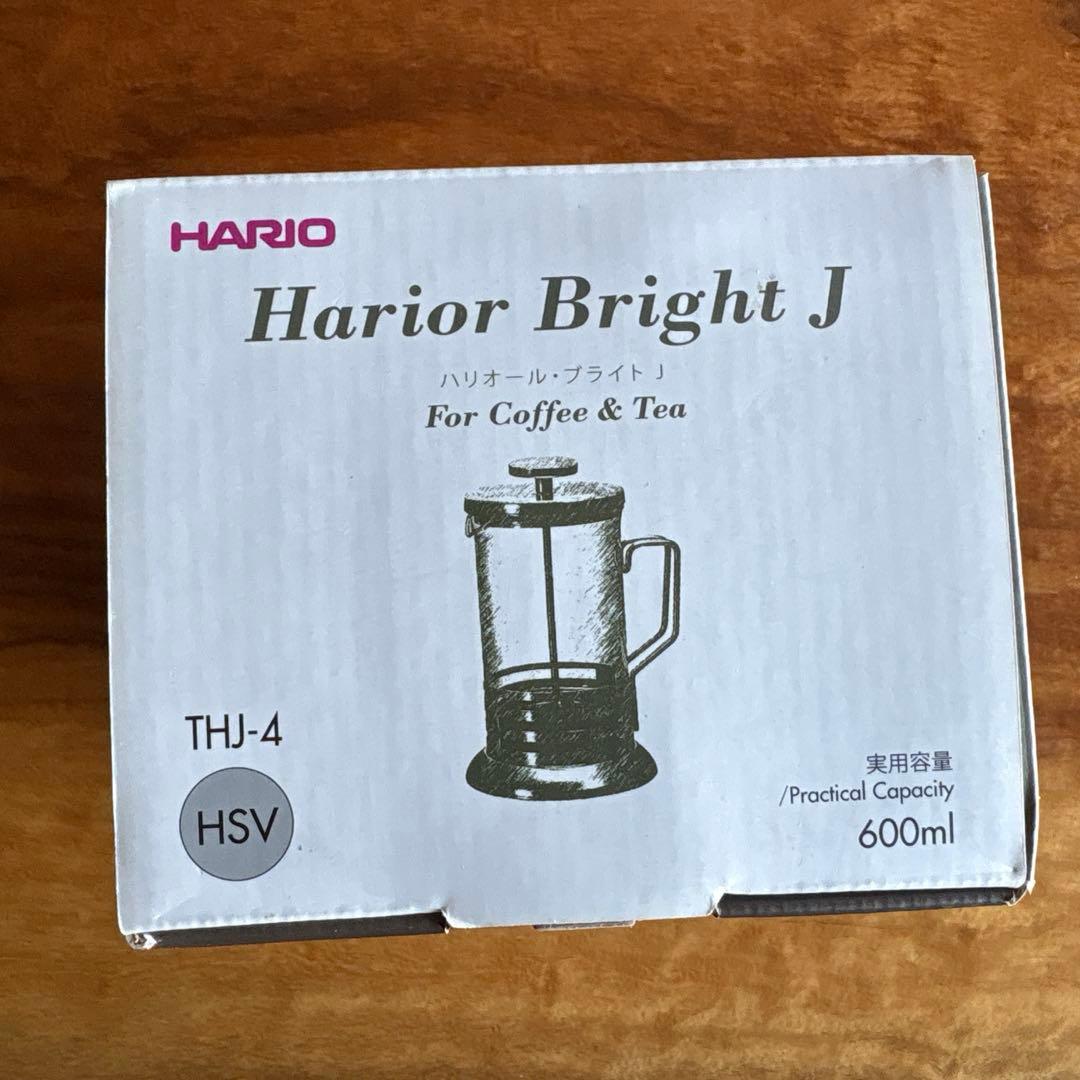 HARIO
Harior Bright J
ハリオール・ブライト J
For Coffee & Tea
THJ-4
HSV
実用容量
/Practical Capacity
600ml